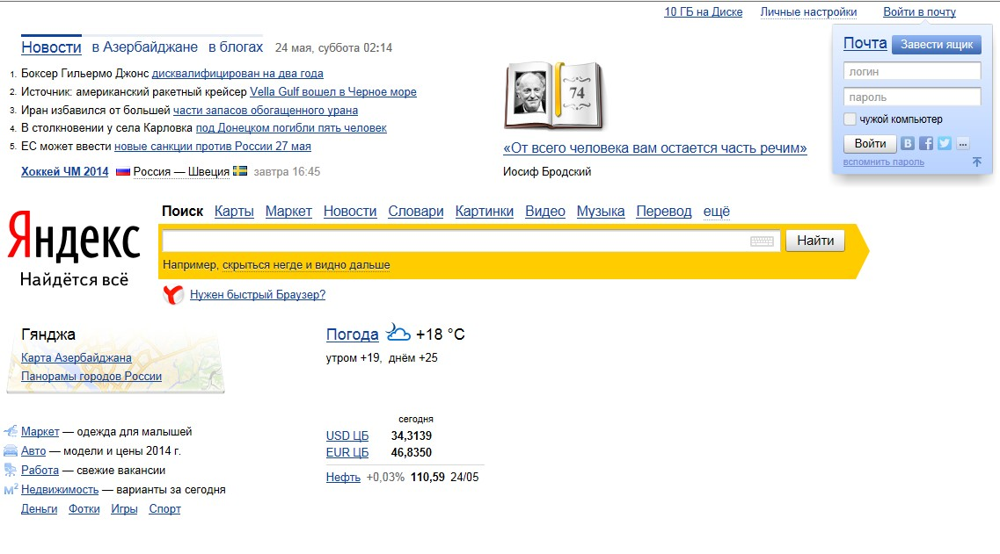 10 ГБ на Диске Личные настройки Войти в почту
Новости в Азербайджане в блогах 24 мая, суббота 02:14
1. Боксер Гильермо Джонс дисквалифицирован на два года
2. Источник: американский ракетный крейсер Vella Gulf вошел в Черное море
3. Иран избавился от большей части запасов обогащенного урана
4. В столкновении у села Карловка под Донецком погибли пять человек
5. ЕС может ввести новые санкции против России 27 мая
Хоккей ЧМ 2014 Россия — Швеция завтра 16:45
74
«От всего человека вам остается часть речим»
Иосиф Бродский
Почта Завести ящик
логин
пароль
чужой компьютер
Войти В f ...
вспомнить пароль
Яндекс
Найдётся всё
Поиск Карты Маркет Новости Словари Картинки Видео Музыка Перевод ещё
Найти
Например, скрыться негде и видно дальше
Нужен быстрый Браузер?
Гянджа
Карта Азербайджана
Панорамы городов России
Погода +18 °C
утром +19, днём +25
Маркет — одежда для малышей
Авто — модели и цены 2014 г.
Работа — свежие вакансии
м² Недвижимость — варианты за сегодня
Деньги Фотки Игры Спорт
сегодня
USD ЦБ 34,3139
EUR ЦБ 46,8350
Нефть +0,03% 110,59 24/05